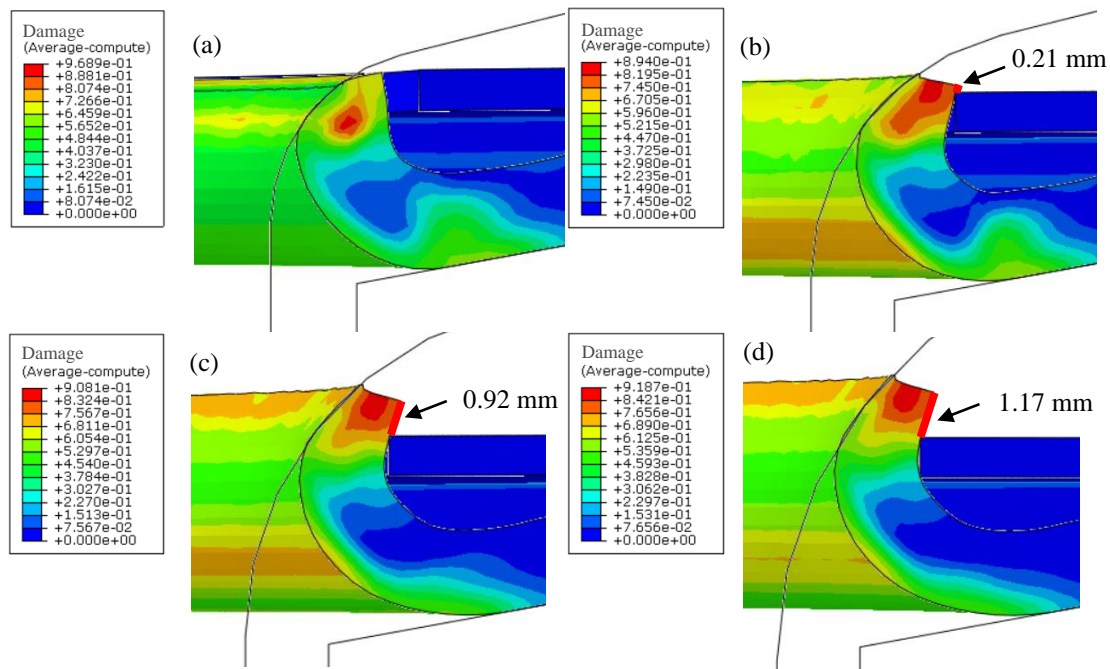 Damage
(Average-compute)
+9.689e-01
+8.881e-01
+8.074e-01
+7.266e-01
+6.459e-01
+5.652e-01
+4.844e-01
+4.037e-01
+3.230e-01
+2.422e-01
+1.615e-01
+8.074e-02
+0.000e+00
(a)
Damage
(Average-compute)
+8.940e-01
+8.195e-01
+7.450e-01
+6.705e-01
+5.960e-01
+5.215e-01
+4.470e-01
+3.725e-01
+2.980e-01
+2.235e-01
+1.490e-01
+7.450e-02
+0.000e+00
(b)
0.21 mm
Damage
(Average-compute)
+9.081e-01
+8.324e-01
+7.567e-01
+6.811e-01
+6.054e-01
+5.297e-01
+4.540e-01
+3.784e-01
+3.027e-01
+2.270e-01
+1.513e-01
+7.567e-02
+0.000e+00
(c)
0.92 mm
Damage
(Average-compute)
+9.187e-01
+8.421e-01
+7.656e-01
+6.890e-01
+6.125e-01
+5.359e-01
+4.593e-01
+3.828e-01
+3.062e-01
+2.297e-01
+1.531e-01
+7.656e-02
+0.000e+00
(d)
1.17 mm